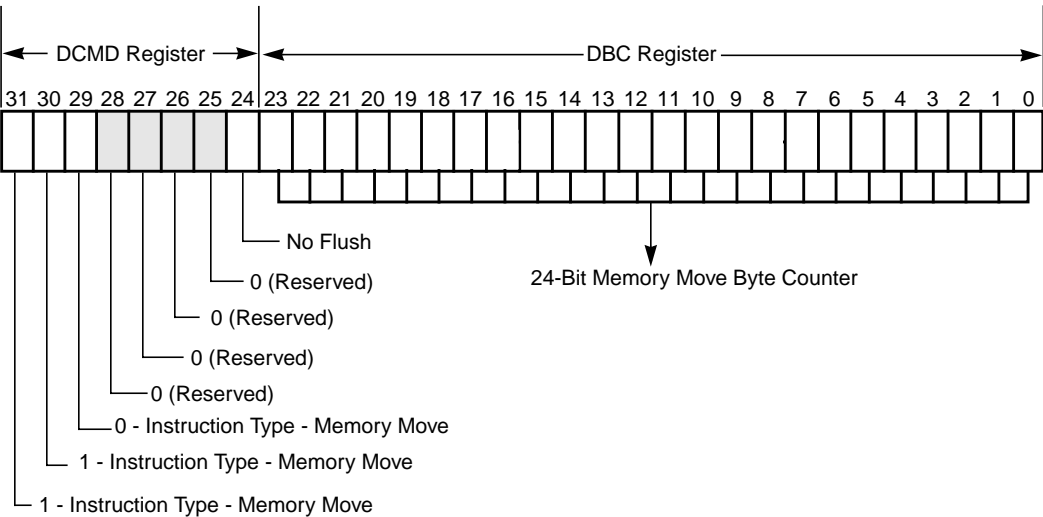 DCMD Register DBC Register
31 30 29 28 27 26 25 24 23 22 21 20 19 18 17 16 15 14 13 12 11 10 9 8 7 6 5 4 3 2 1 0
No Flush
0 (Reserved) 24-Bit Memory Move Byte Counter
0 (Reserved)
0 (Reserved)
0 (Reserved)
0 - Instruction Type - Memory Move
1 - Instruction Type - Memory Move
1 - Instruction Type - Memory Move